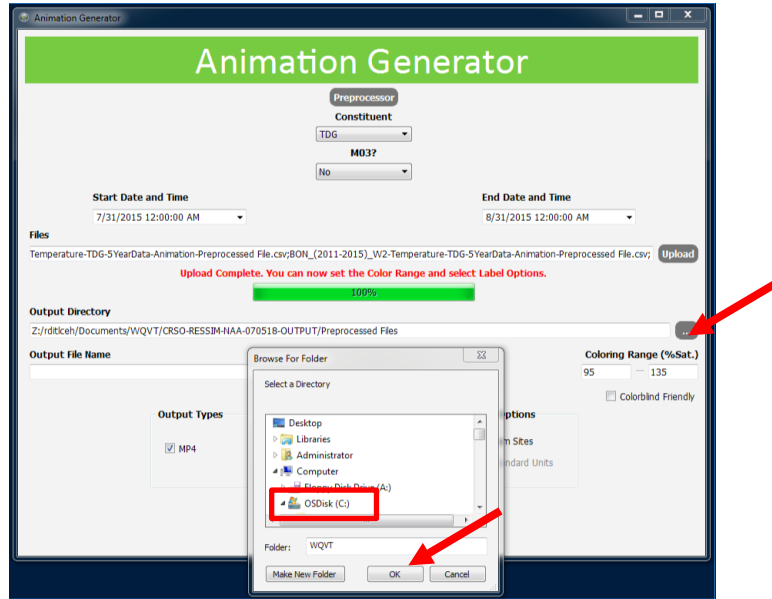 Animation Generator
Animation Generator
Preprocessor
Constituent
TDG
M03?
No
Start Date and Time
End Date and Time
7/31/2015 12:00:00 AM
8/31/2015 12:00:00 AM
Files
Temperature-TDG-5YearData-Animation-Preprocessed File.csv;BON_(2011-2015)_W2-Temperature-TDG-5YearData-Animation-Preprocessed File.csv;
Upload
Upload Complete. You can now set the Color Range and select Label Options.
100%
Output Directory
Z:/rditlceh/Documents/WQVT/CRSO-RESSIM-NAA-070518-OUTPUT/Preprocessed Files
...
Output File Name
Coloring Range (%Sat.)
95 — 135
Colorblind Friendly
Output Types
ptions
MP4
m Sites
ndard Units
Browse For Folder
Select a Directory
Desktop
Libraries
Administrator
Computer
Floppy Disk Drive (A:)
OSDisk (C:)
Folder: WQVT
Make New Folder
OK
Cancel